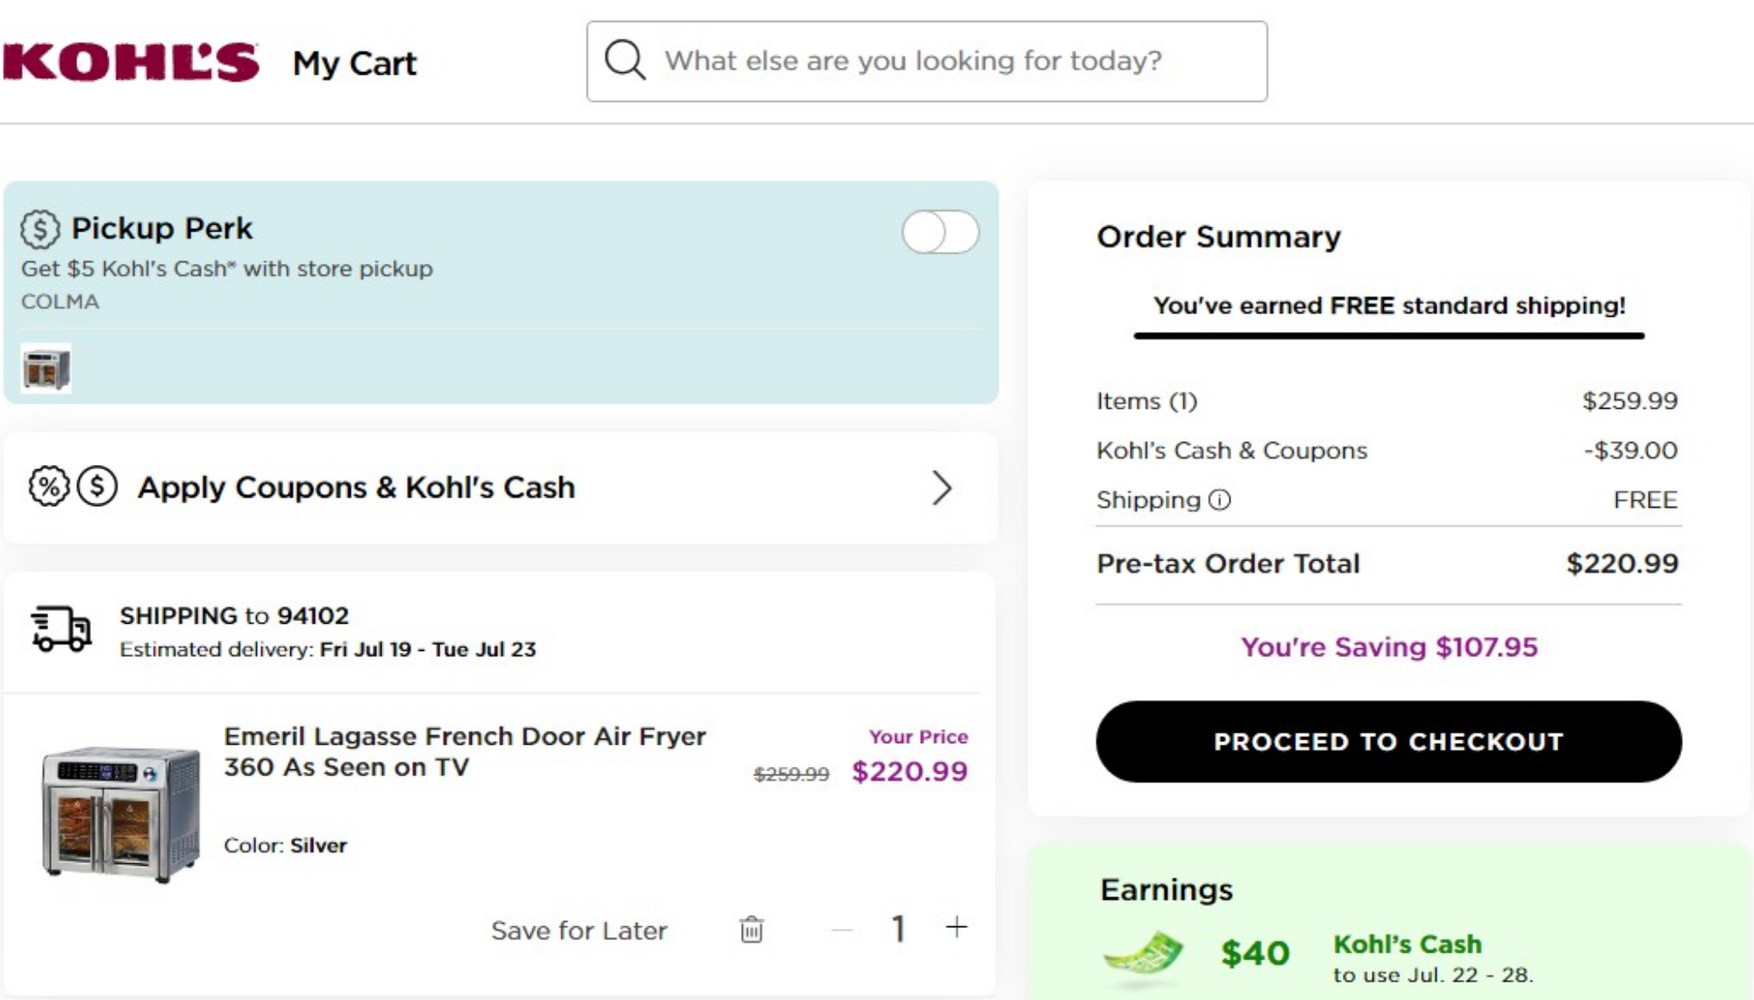 KOHL'S My Cart
What else are you looking for today?
Pickup Perk
Get $5 Kohl's Cash* with store pickup
COLMA
Apply Coupons & Kohl's Cash
SHIPPING to 94102
Estimated delivery: Fri Jul 19 - Tue Jul 23
Emeril Lagasse French Door Air Fryer
360 As Seen on TV
Your Price
$259.99 $220.99
Color: Silver
Save for Later
1
Order Summary
You've earned FREE standard shipping!
Items (1) $259.99
Kohl's Cash & Coupons -$39.00
Shipping FREE
Pre-tax Order Total $220.99
You're Saving $107.95
PROCEED TO CHECKOUT
Earnings
$40 Kohl's Cash
to use Jul. 22 - 28.